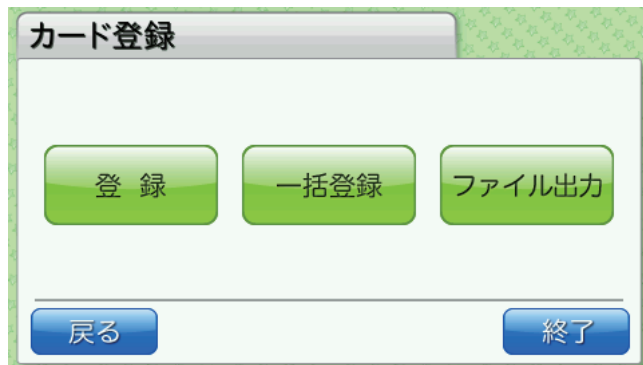 カード登録
登 録
一括登録
ファイル出力
戻る
終了